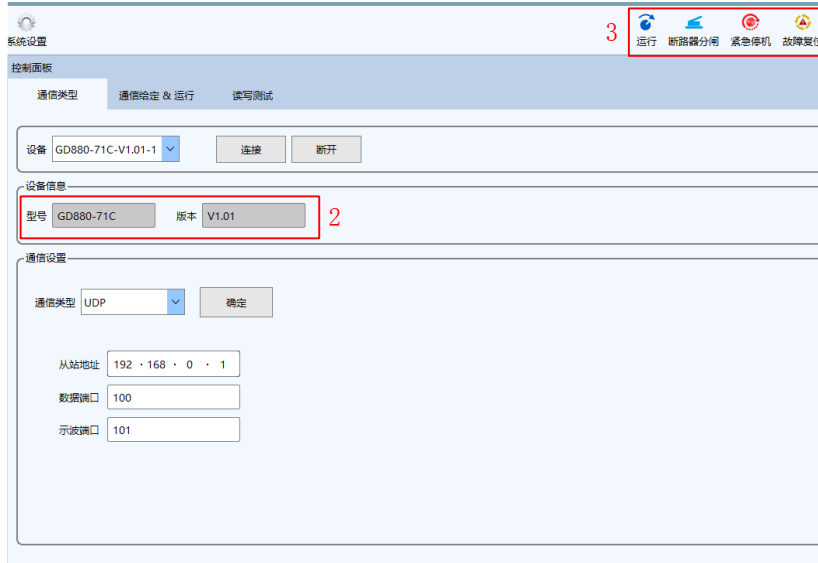 3
运行 断路器分闸 紧急停机 故障复位
系统设置
控制面板
通信类型 通信给定 & 运行 读写测试
设备 GD880-71C-V1.01-1 连接 断开
设备信息
型号 GD880-71C 版本 V1.01 2
通信设置
通信类型 UDP 确定
从站地址 192 · 168 · 0 · 1
数据端口 100
示波端口 101